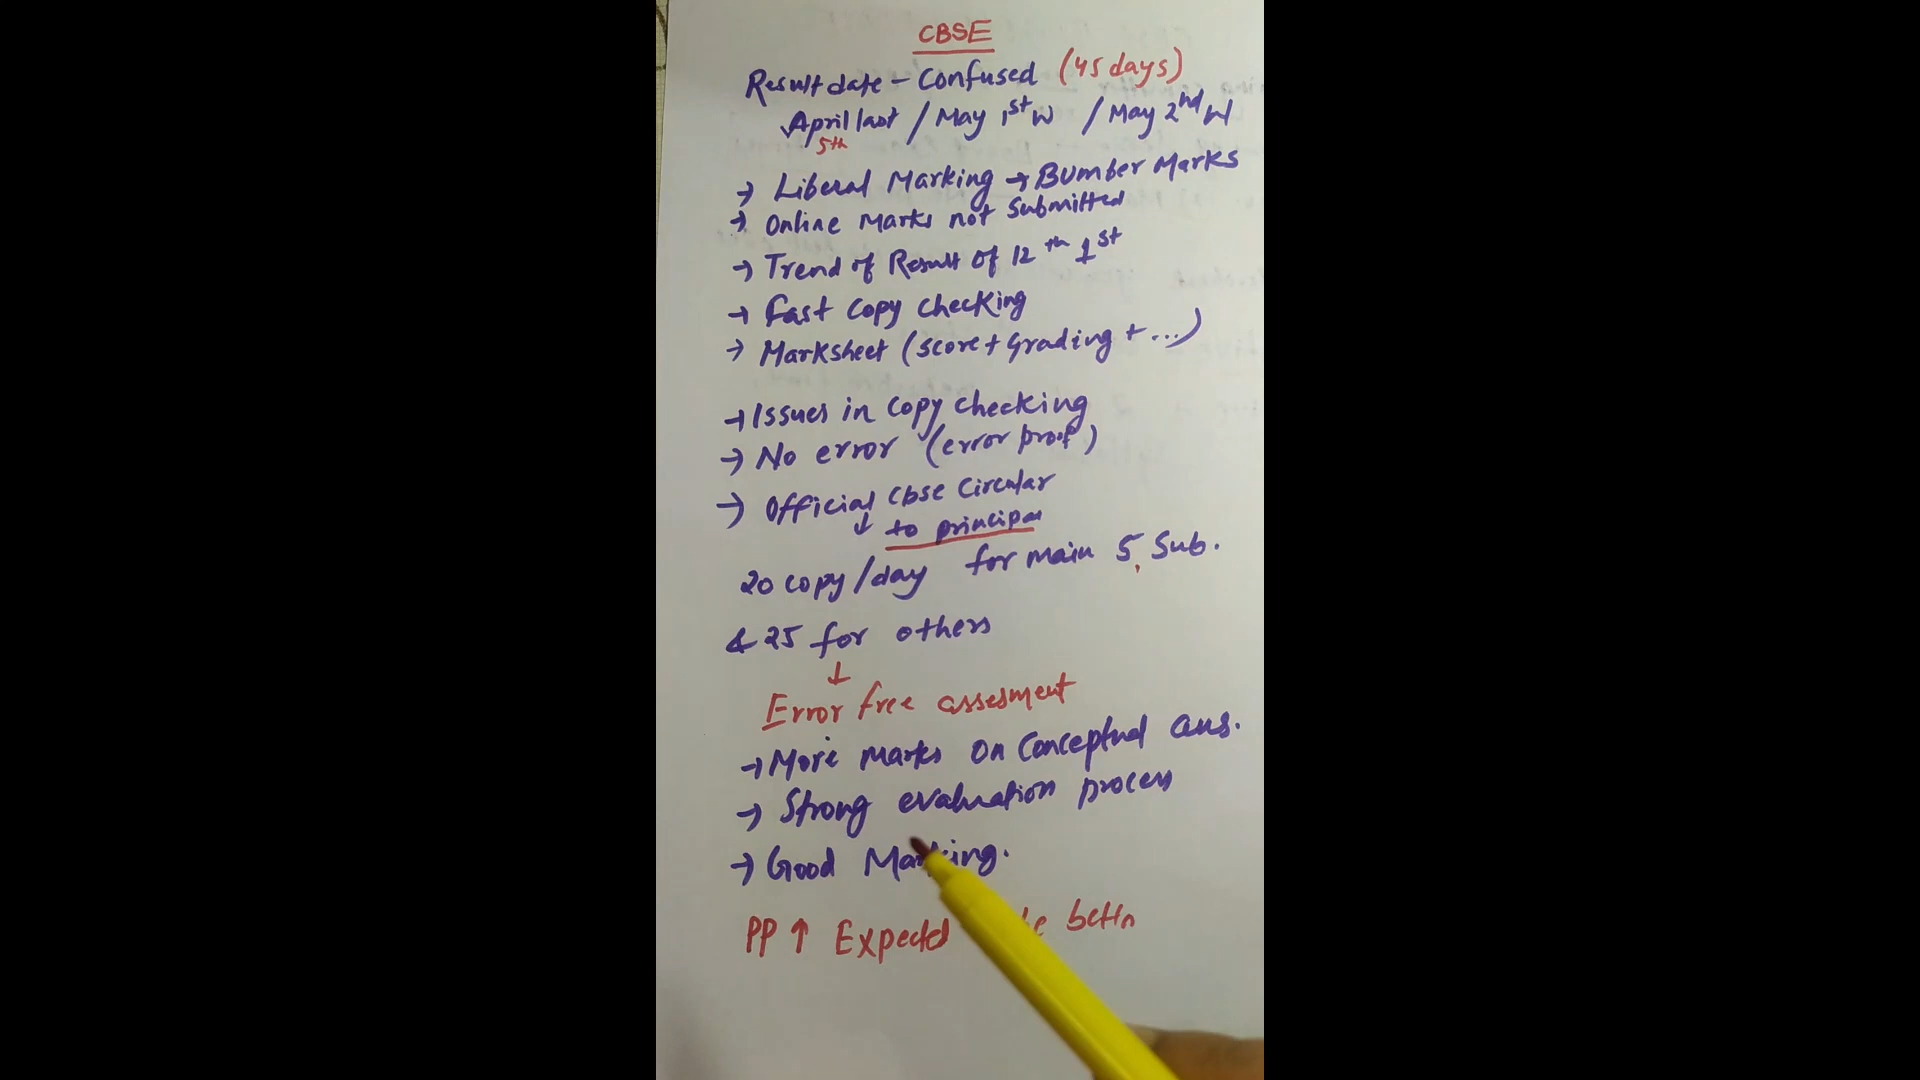 CBSE
Result date - Confused (45 days)
April last / May 1st W / May 2nd W
5th
→ Liberal Marking → Bumber Marks
→ Online Marks not Submitted
→ Trend of Result of 12th 1st
→ Fast Copy checking
→ Marksheet (Score + Grading + ...)
→ Issues in Copy checking
→ No error (error proof)
→ Official Cbse Circular
↓ to principal
20 copy/day for main 5 Sub.
& 25 for others
↓
Error free assesment
→ More marks On Conceptual ans.
→ Strong evaluation process
→ Good Marking.
PP ↑ Expected